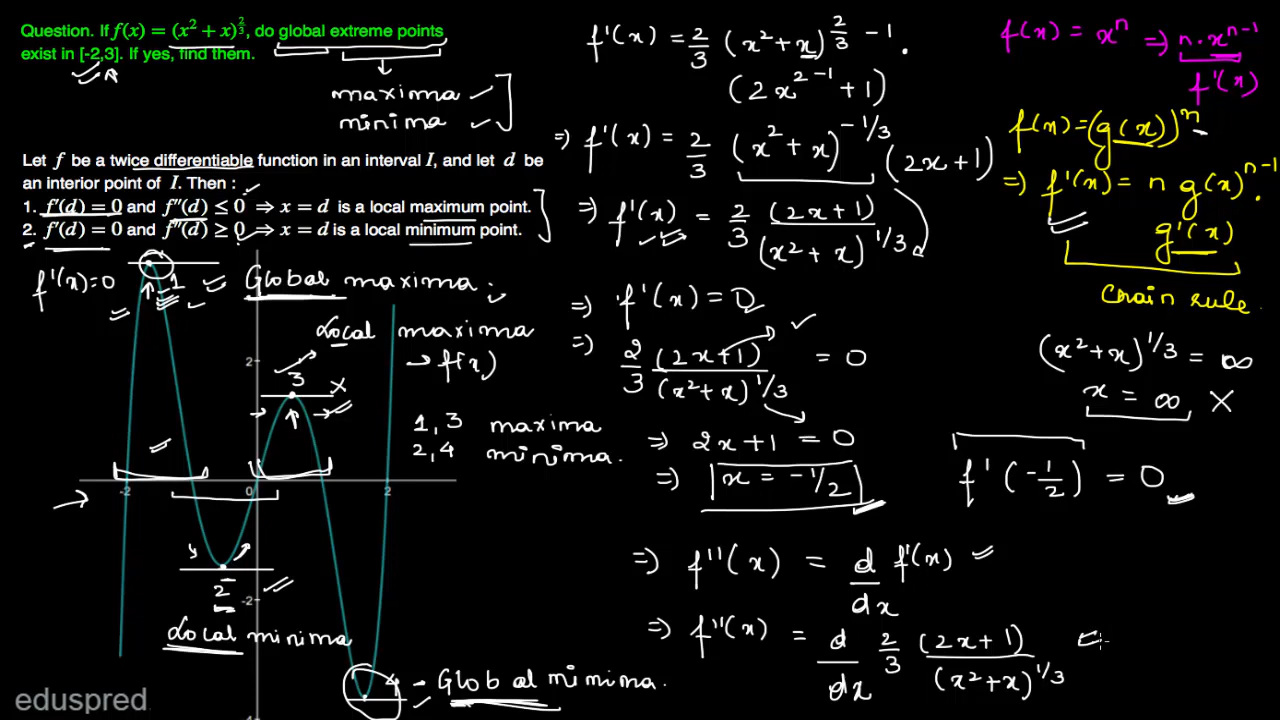 Question. If f(x) = (x² + x)^(2/3), do global extreme points
exist in [-2,3]. If yes, find them.
maxima
minima
Let f be a twice differentiable function in an interval I, and let d be
an interior point of I. Then :
1. f'(d) = 0 and f''(d) ≤ 0 ⇒ x = d is a local maximum point.
2. f'(d) = 0 and f''(d) ≥ 0 ⇒ x = d is a local minimum point.
f'(x)=0
1
Global maxima
Local maxima
→ f(x)
3
x
1, 3 maxima
2, 4 minima.
2
-2
0
2
-2
2
Local minima
4 - Global minima.
eduspred
f'(x) = 2/3 (x² + x)^(2/3 - 1) .
(2x^(2-1) + 1)
⇒ f'(x) = 2/3 (x² + x)^(-1/3) (2x+1)
⇒ f'(x) = 2/3 (2x+1)/(x² + x)^(1/3)
⇒ f'(x) = 0
⇒ 2/3 (2x+1)/(x²+x)^(1/3) = 0
⇒ 2x+1 = 0
⇒ x = -1/2
⇒ f''(x) = d/dx f'(x)
⇒ f''(x) = d/dx 2/3 (2x+1)/(x²+x)^(1/3)
f(x) = x^n ⇒ n.x^(n-1)
f'(x)
f(x) = (g(x))^n
⇒ f'(x) = n g(x)^(n-1) .
g'(x)
Chain rule.
(x²+x)^(1/3) = ∞
x = ∞ X
f'(-1/2) = 0